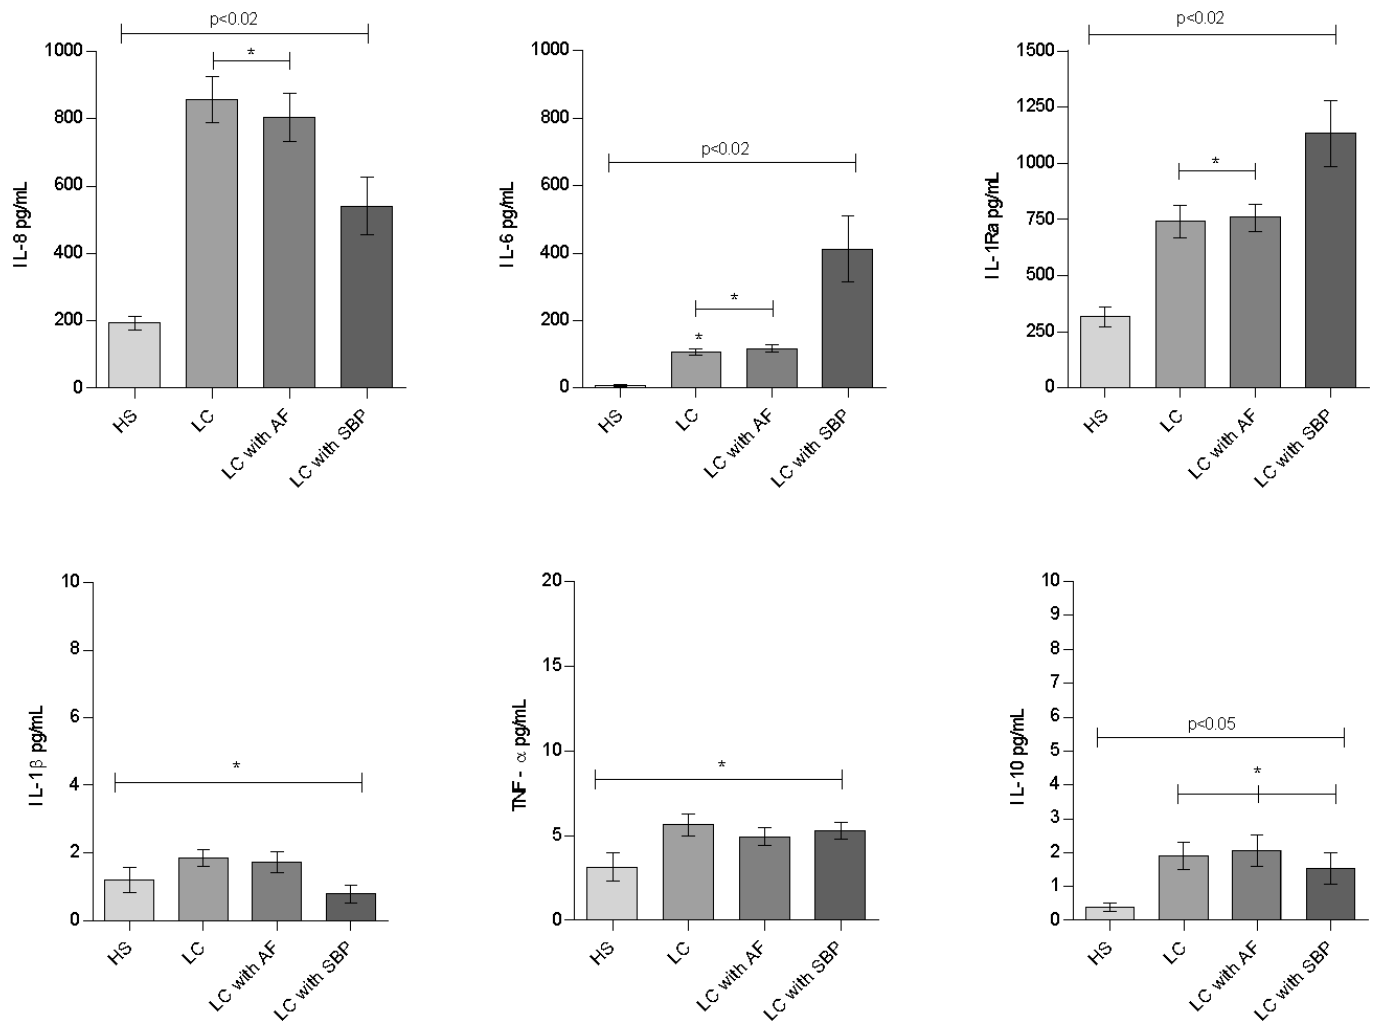 p<0.02
*
IL-8 pg/mL
1000
800
600
400
200
0
HS
LC
LC with AF
LC with SBP
p<0.02
*
*
IL-6 pg/mL
1000
800
600
400
200
0
HS
LC
LC with AF
LC with SBP
p<0.02
*
IL-1Ra pg/mL
1500
1250
1000
750
500
250
0
HS
LC
LC with AF
LC with SBP
*
IL-1β pg/mL
10
8
6
4
2
0
HS
LC
LC with AF
LC with SBP
*
TNF - α pg/mL
20
15
10
5
0
HS
LC
LC with AF
LC with SBP
p<0.05
*
IL-10 pg/mL
10
9
8
7
6
5
4
3
2
1
0
HS
LC
LC with AF
LC with SBP